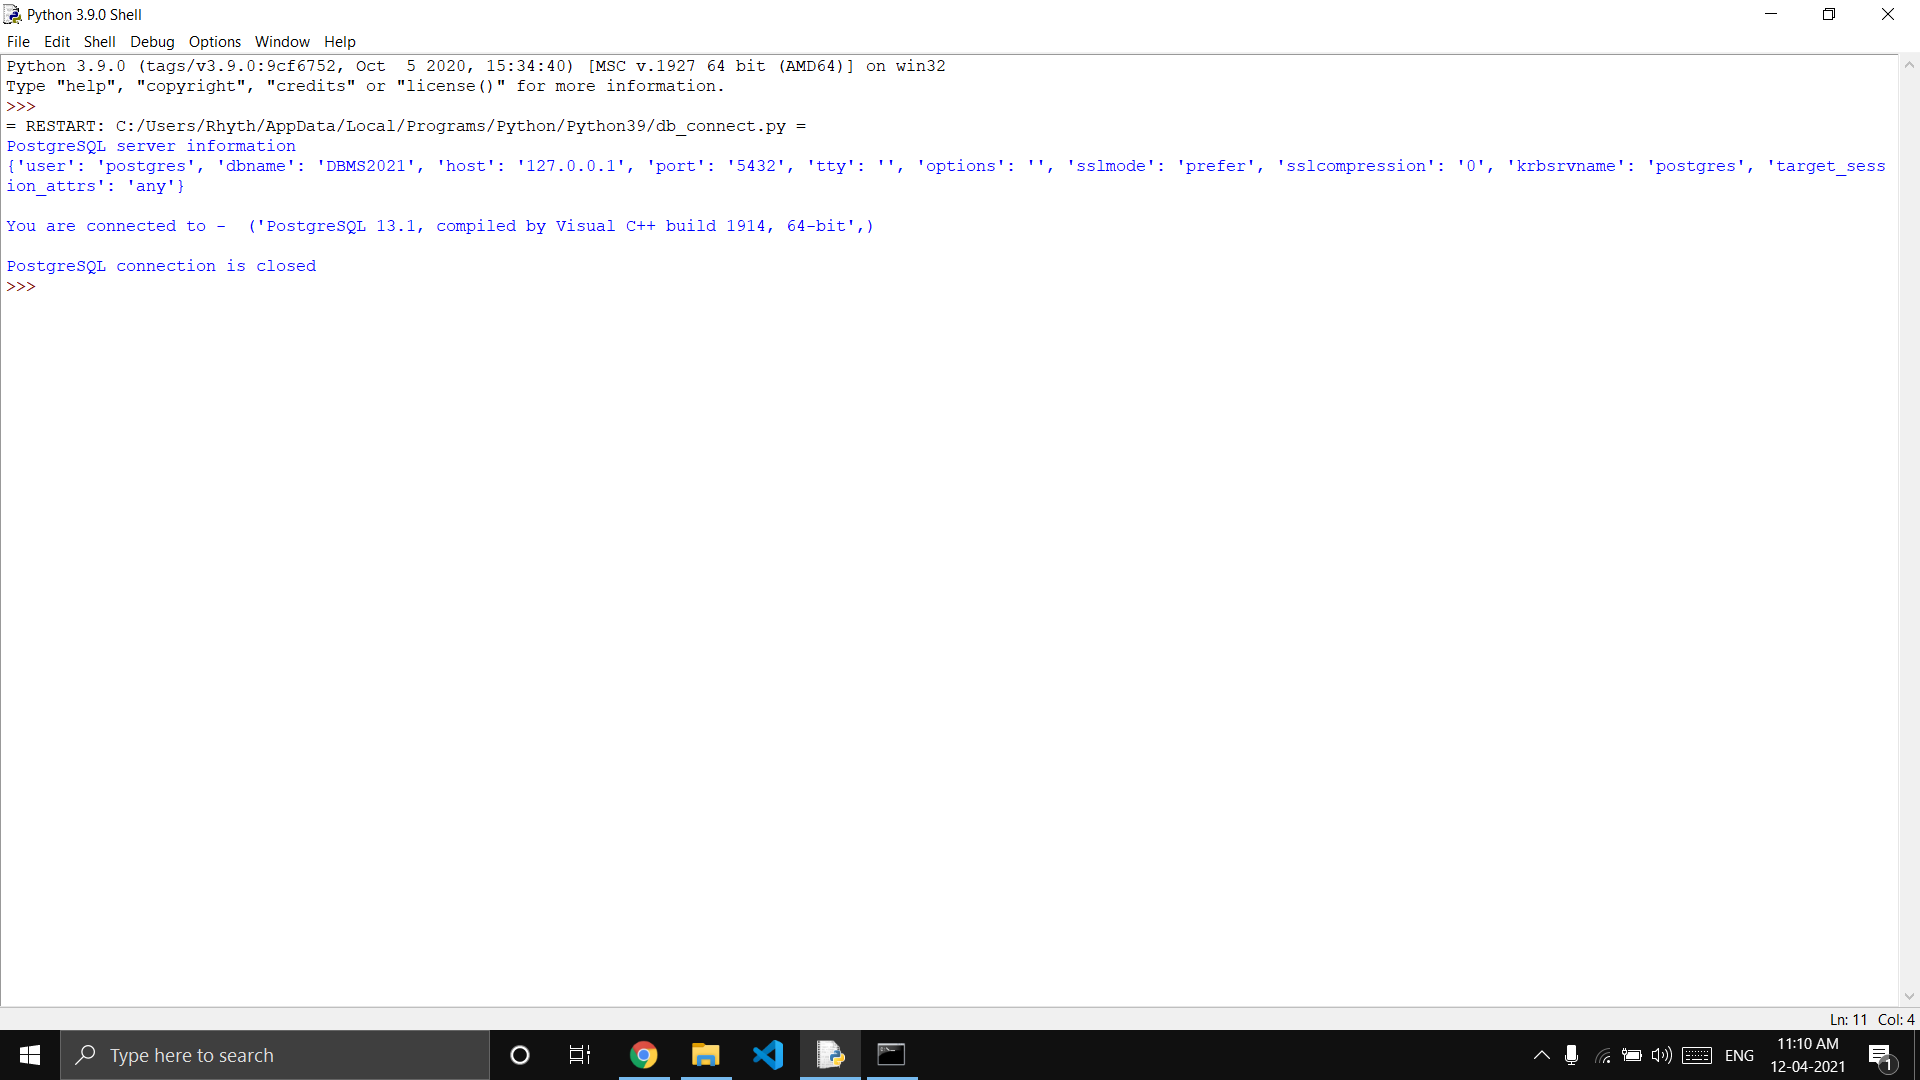 Python 3.9.0 Shell
File Edit Shell Debug Options Window Help
Python 3.9.0 (tags/v3.9.0:9cf6752, Oct  5 2020, 15:34:40) [MSC v.1927 64 bit (AMD64)] on win32
Type "help", "copyright", "credits" or "license()" for more information.
>>>
= RESTART: C:/Users/Rhyth/AppData/Local/Programs/Python/Python39/db_connect.py =
PostgreSQL server information
{'user': 'postgres', 'dbname': 'DBMS2021', 'host': '127.0.0.1', 'port': '5432', 'tty': '', 'options': '', 'sslmode': 'prefer', 'sslcompression': '0', 'krbsrvname': 'postgres', 'target_sess
ion_attrs': 'any'}
You are connected to -  ('PostgreSQL 13.1, compiled by Visual C++ build 1914, 64-bit',)
PostgreSQL connection is closed
>>>
Ln: 11 Col: 4
Type here to search
ENG
11:10 AM
12-04-2021
1